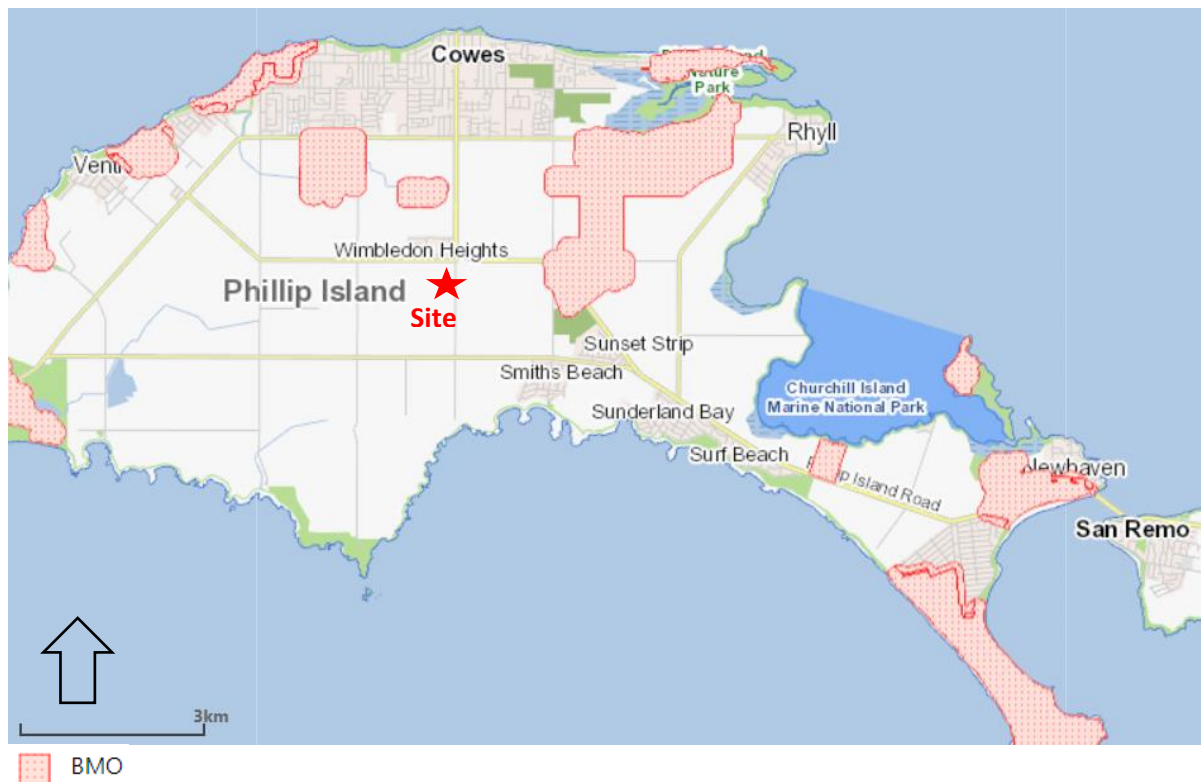 Cowes
Nature
Park
Rhyll
Wimbledon Heights
Phillip Island
Site
Sunset Strip
Smiths Beach
Churchill Island
Marine National Park
Sunderland Bay
Surf Beach
Newhaven
Island Road
San Remo
3km
BMO